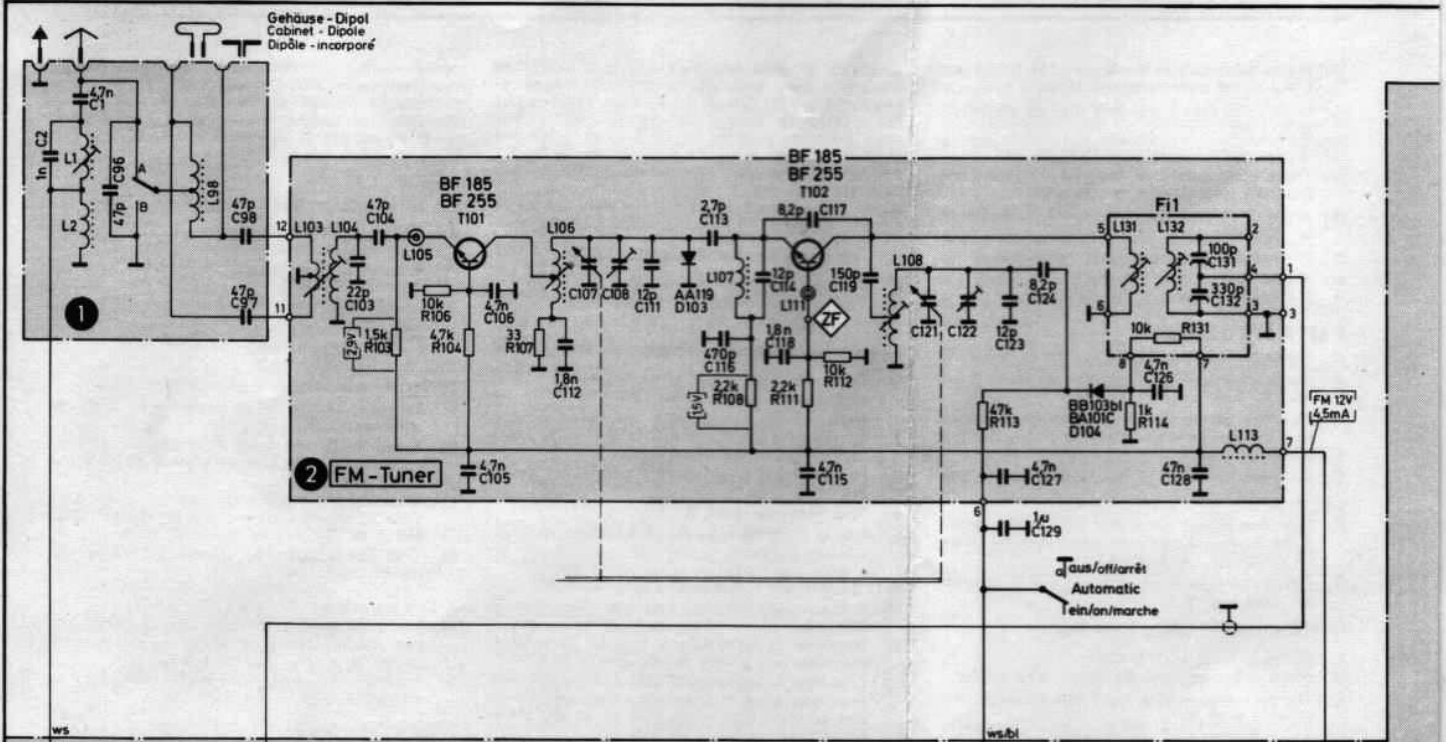 Gehäuse - Dipol
Cabinet - Dipole
Dipôle - incorporé
4,7n
C1
C2
1n
L1
L2
C96
47p
A
B
L98
47p
C98
47p
C97
1
12
11
L103
L104
47p
C104
22p
C103
L105
BF 185
BF 255
T101
10k
R106
4,7n
C106
2,9V
1,5k
R103
4,7k
R104
33
R107
1,8n
C112
L106
C107
C108
12p
C111
AA119
D103
2,7p
C113
L107
12p
C114
BF 185
BF 255
T102
8,2p
C117
L111
ZF
150p
C119
1,8n
C118
470p
C116
10k
R112
1,5V
2,2k
R108
2,2k
R111
L108
C121
C122
12p
C123
8,2p
C124
Fi1
5
L131
L132
2
100p
C131
4
1
330p
C132
6
3
3
10k
R131
8
7
4,7n
C126
47k
R113
BB103bl
BA101C
D104
1k
R114
FM 12V
4,5mA
L113
7
2
FM-Tuner
4,7n
C105
4,7n
C115
4,7n
C127
47n
C128
6
1µ
C129
a
aus/off/arrêt
Automatic
ein/on/marche
ws
ws/bl